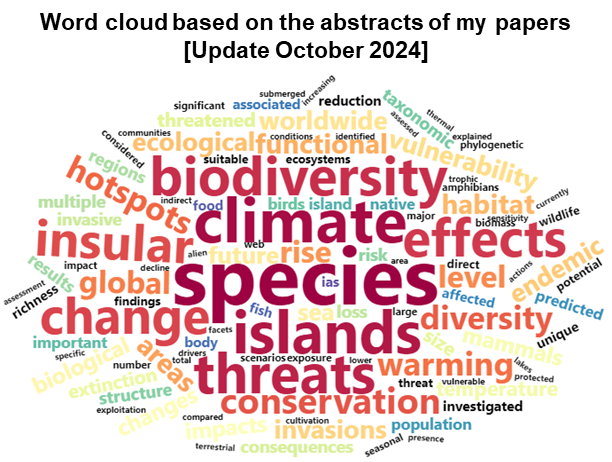 Word cloud based on the abstracts of my papers
[Update October 2024]
increasing
submerged
significant associated reduction taxonomic
threatened worldwide assessed thermal
communities conditions identified explained
considered ecological functional vulnerability phylogenetic
regions suitable ecosystems
hotspots biodiversity trophic
amphibians currently
multiple indirect food birds island native habitat
invasive climate major biomass sensitivity wildlife
insular alien web future rise risk area effects
results impact decline species direct level actions endemic potential
assessment richness global findings ias affected predicted
change facets fish sea loss large diversity unique
important body islands size mammals
specific biological areas drivers total scenarios exposure lower warming lakes protected
number threats threat vulnerable temperature
extinction structure conservation investigated
exploitation changes compared cultivation population
impacts invasions seasonal presence
terrestrial consequences